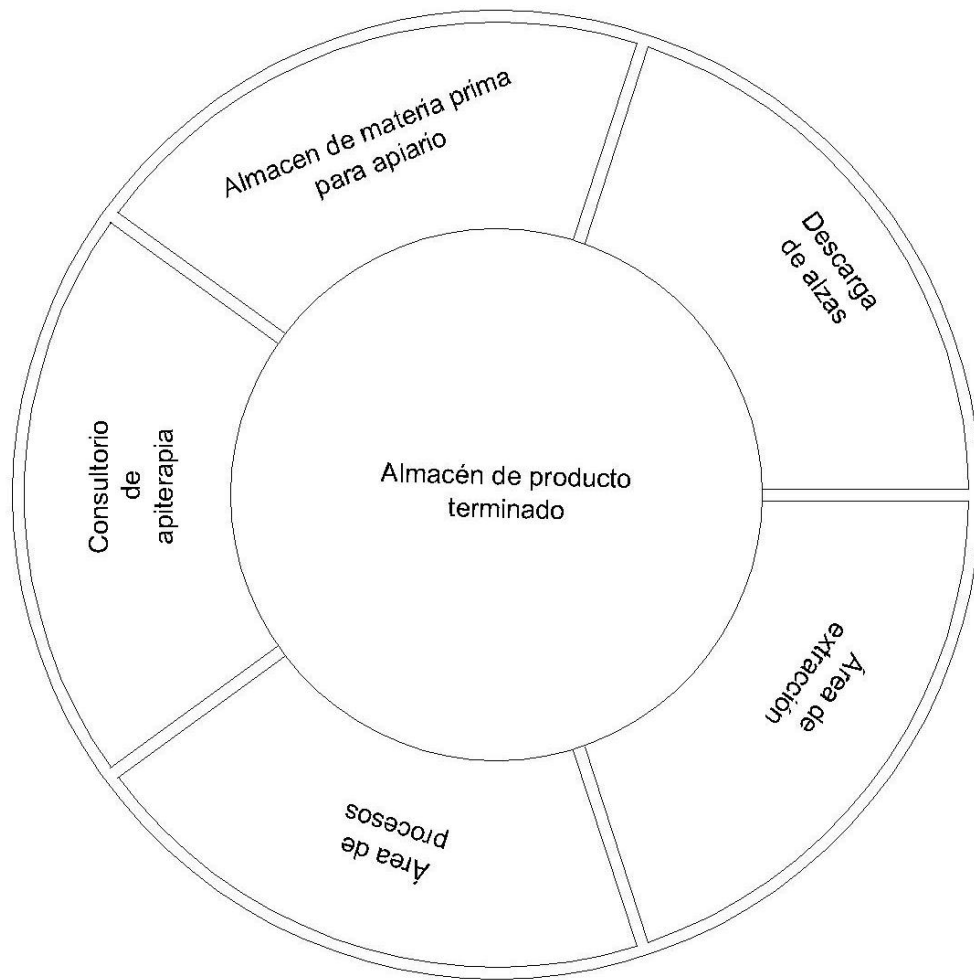 Almacen de materia prima
para apiario
Descarga
de alzas
Consultorio
de
apiterapia
Almacén de producto
terminado
Área de
extracción
Área de
procesos